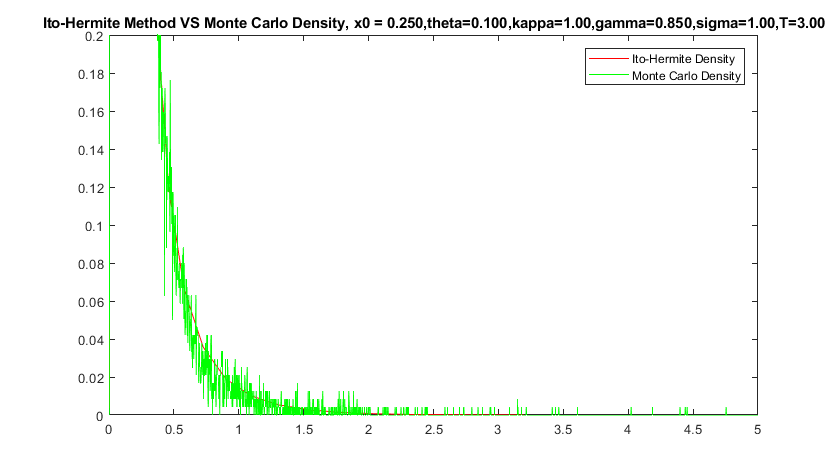 Ito-Hermite Method VS Monte Carlo Density, x0 = 0.250,theta=0.100,kappa=1.00,gamma=0.850,sigma=1.00,T=3.00
Ito-Hermite Density
Monte Carlo Density
0.2
0.18
0.16
0.14
0.12
0.1
0.08
0.06
0.04
0.02
0
0 0.5 1 1.5 2 2.5 3 3.5 4 4.5 5